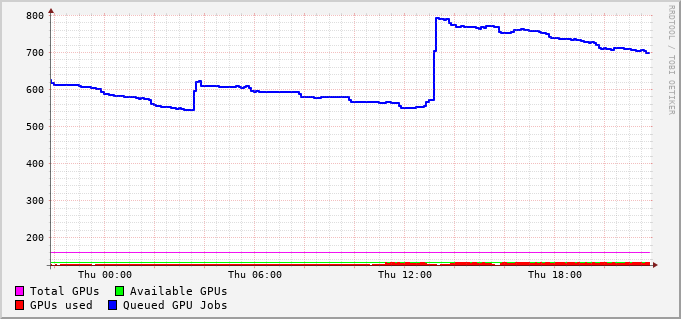 800
700
600
500
400
300
200
Thu 00:00 Thu 06:00 Thu 12:00 Thu 18:00
Total GPUs Available GPUs
GPUs used Queued GPU Jobs
RRDTOOL / TOBI OETIKER